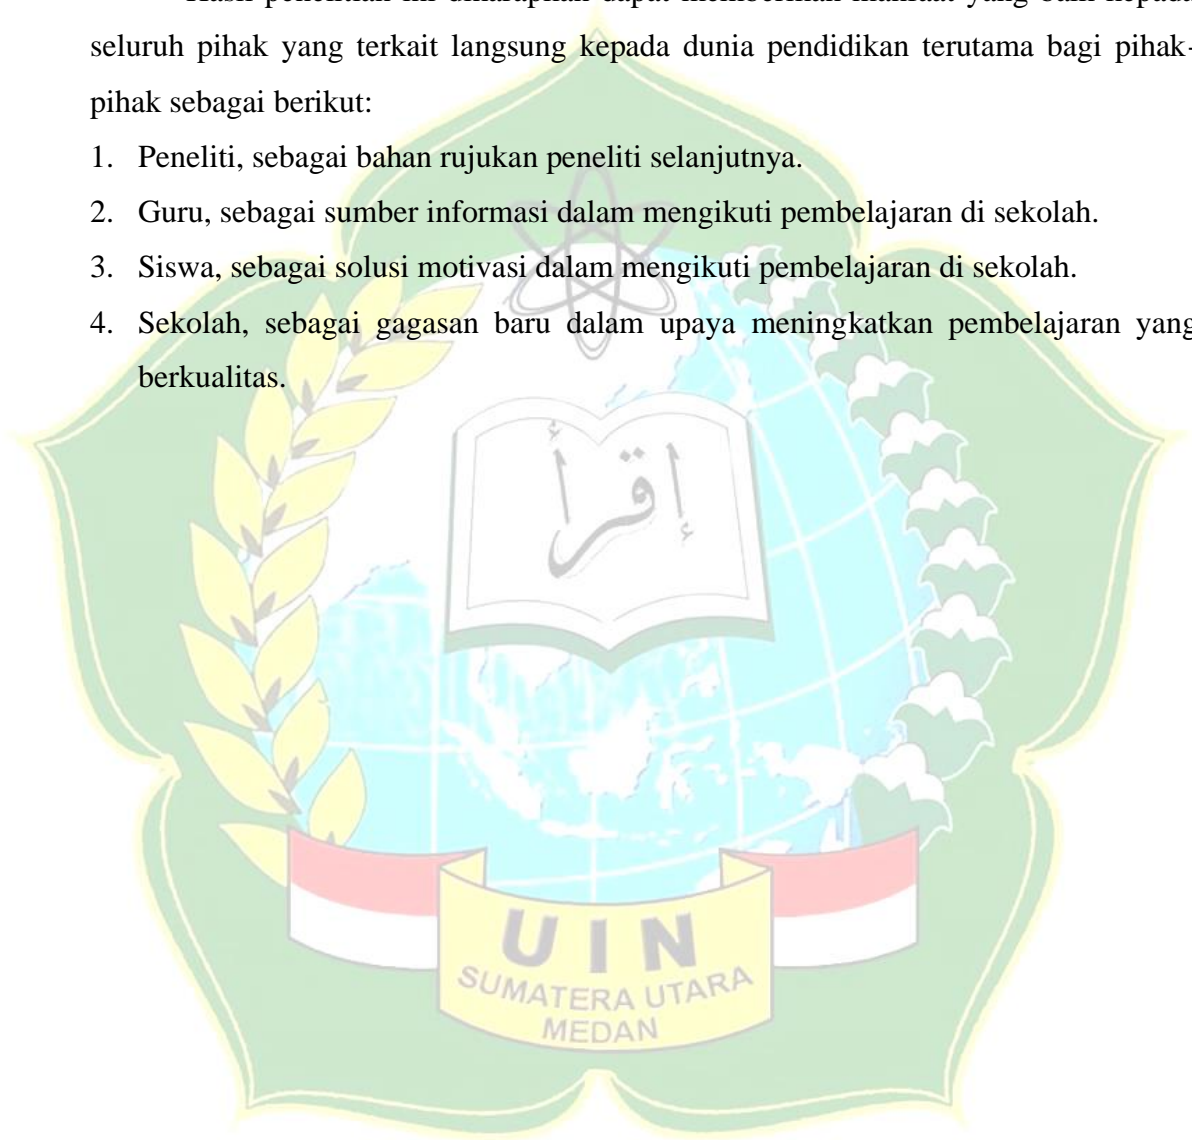 seluruh pihak yang terkait langsung kepada dunia pendidikan terutama bagi pihak-
pihak sebagai berikut:
1. Peneliti, sebagai bahan rujukan peneliti selanjutnya.
2. Guru, sebagai sumber informasi dalam mengikuti pembelajaran di sekolah.
3. Siswa, sebagai solusi motivasi dalam mengikuti pembelajaran di sekolah.
4. Sekolah, sebagai gagasan baru dalam upaya meningkatkan pembelajaran yang
berkualitas.
إقرأ
UIN
SUMATERA UTARA
MEDAN